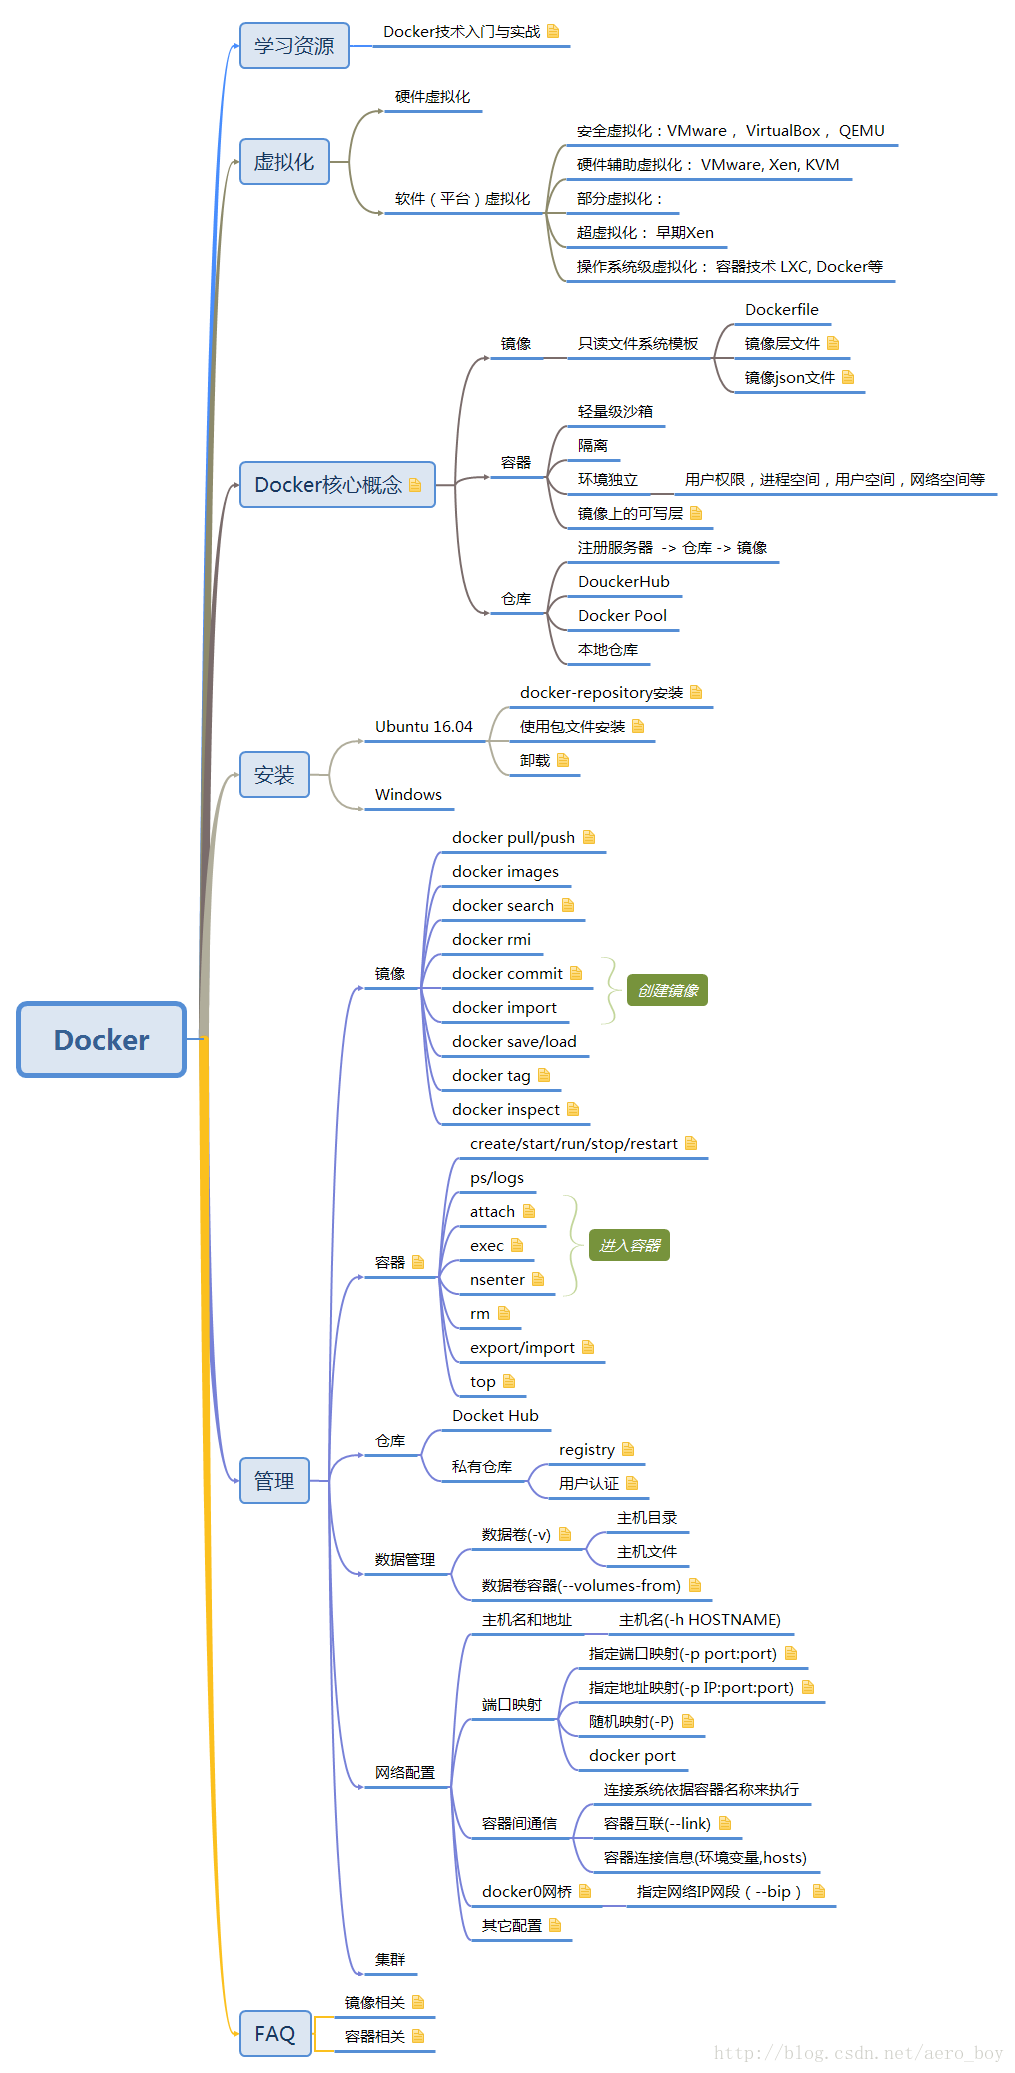 学习资源
Docker技术入门与实战
虚拟化
硬件虚拟化
软件（平台）虚拟化
安全虚拟化：VMware， VirtualBox， QEMU
硬件辅助虚拟化： VMware, Xen, KVM
部分虚拟化：
超虚拟化： 早期Xen
操作系统级虚拟化： 容器技术 LXC, Docker等
Docker核心概念
镜像
只读文件系统模板
Dockerfile
镜像层文件
镜像json文件
容器
轻量级沙箱
隔离
环境独立
用户权限，进程空间，用户空间，网络空间等
镜像上的可写层
仓库
注册服务器 -> 仓库 -> 镜像
DouckerHub
Docker Pool
本地仓库
安装
Ubuntu 16.04
docker-repository安装
使用包文件安装
卸载
Windows
Docker
管理
镜像
docker pull/push
docker images
docker search
docker rmi
docker commit
docker import
创建镜像
docker save/load
docker tag
docker inspect
容器
create/start/run/stop/restart
ps/logs
attach
exec
nsenter
进入容器
rm
export/import
top
仓库
Docket Hub
私有仓库
registry
用户认证
数据管理
数据卷(-v)
主机目录
主机文件
数据卷容器(--volumes-from)
网络配置
主机名和地址
主机名(-h HOSTNAME)
端口映射
指定端口映射(-p port:port)
指定地址映射(-p IP:port:port)
随机映射(-P)
docker port
容器间通信
连接系统依据容器名称来执行
容器互联(--link)
容器连接信息(环境变量,hosts)
docker0网桥
指定网络IP网段（--bip）
其它配置
集群
FAQ
镜像相关
容器相关
http://blog.csdn.net/aero_boy